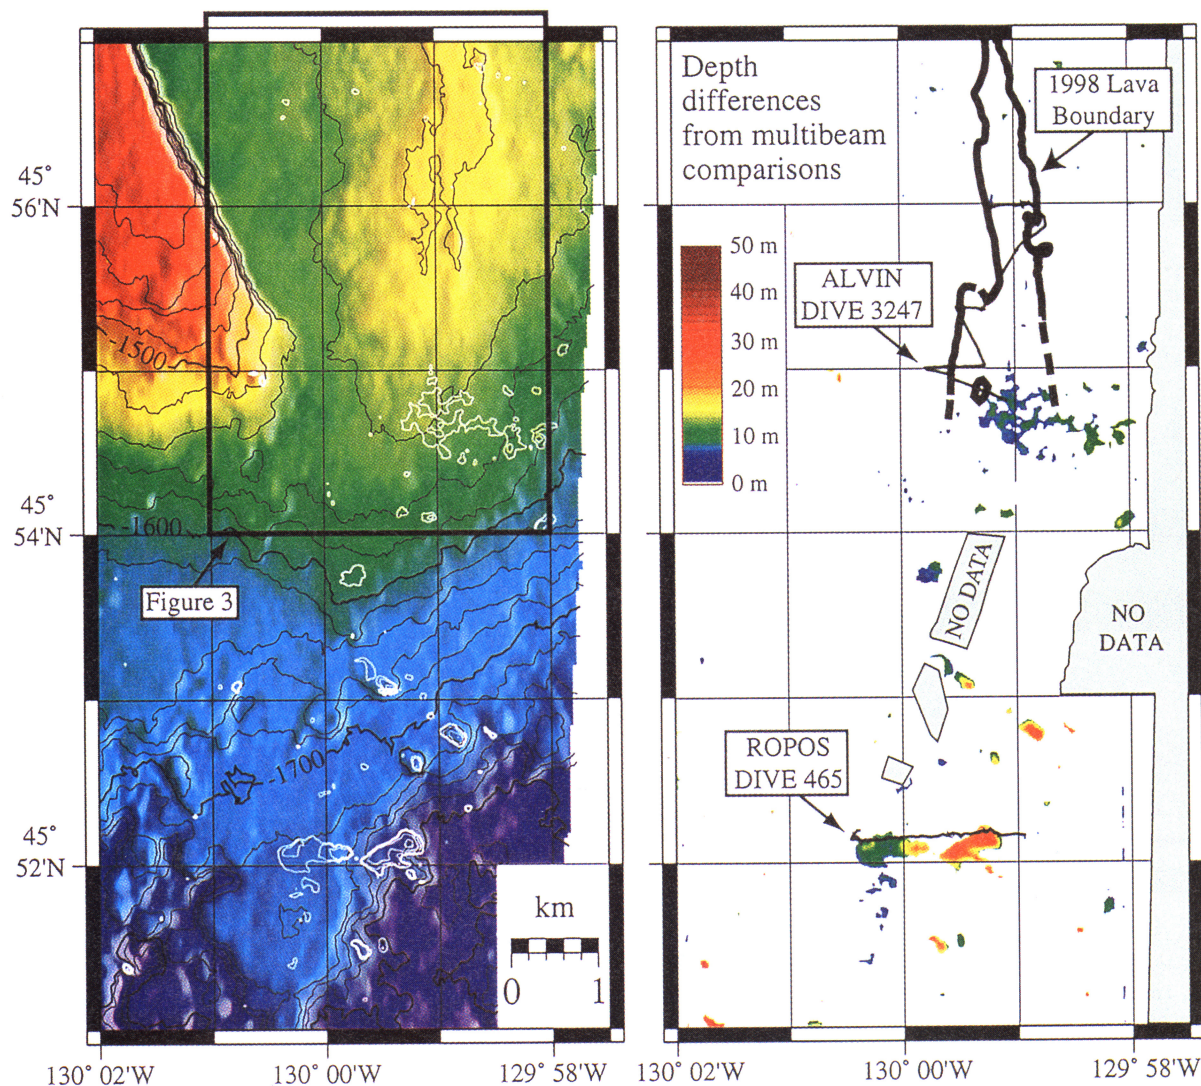 45°
56'N
-1500
45°
54'N
-1600
Figure 3
-1700
45°
52'N
km
0 1
130° 02'W 130° 00'W 129° 58'W
Depth
differences
from multibeam
comparisons
1998 Lava
Boundary
50 m
40 m
30 m
20 m
10 m
0 m
ALVIN
DIVE 3247
NO DATA
NO
DATA
ROPOS
DIVE 465
130° 02'W 130° 00'W 129° 58'W